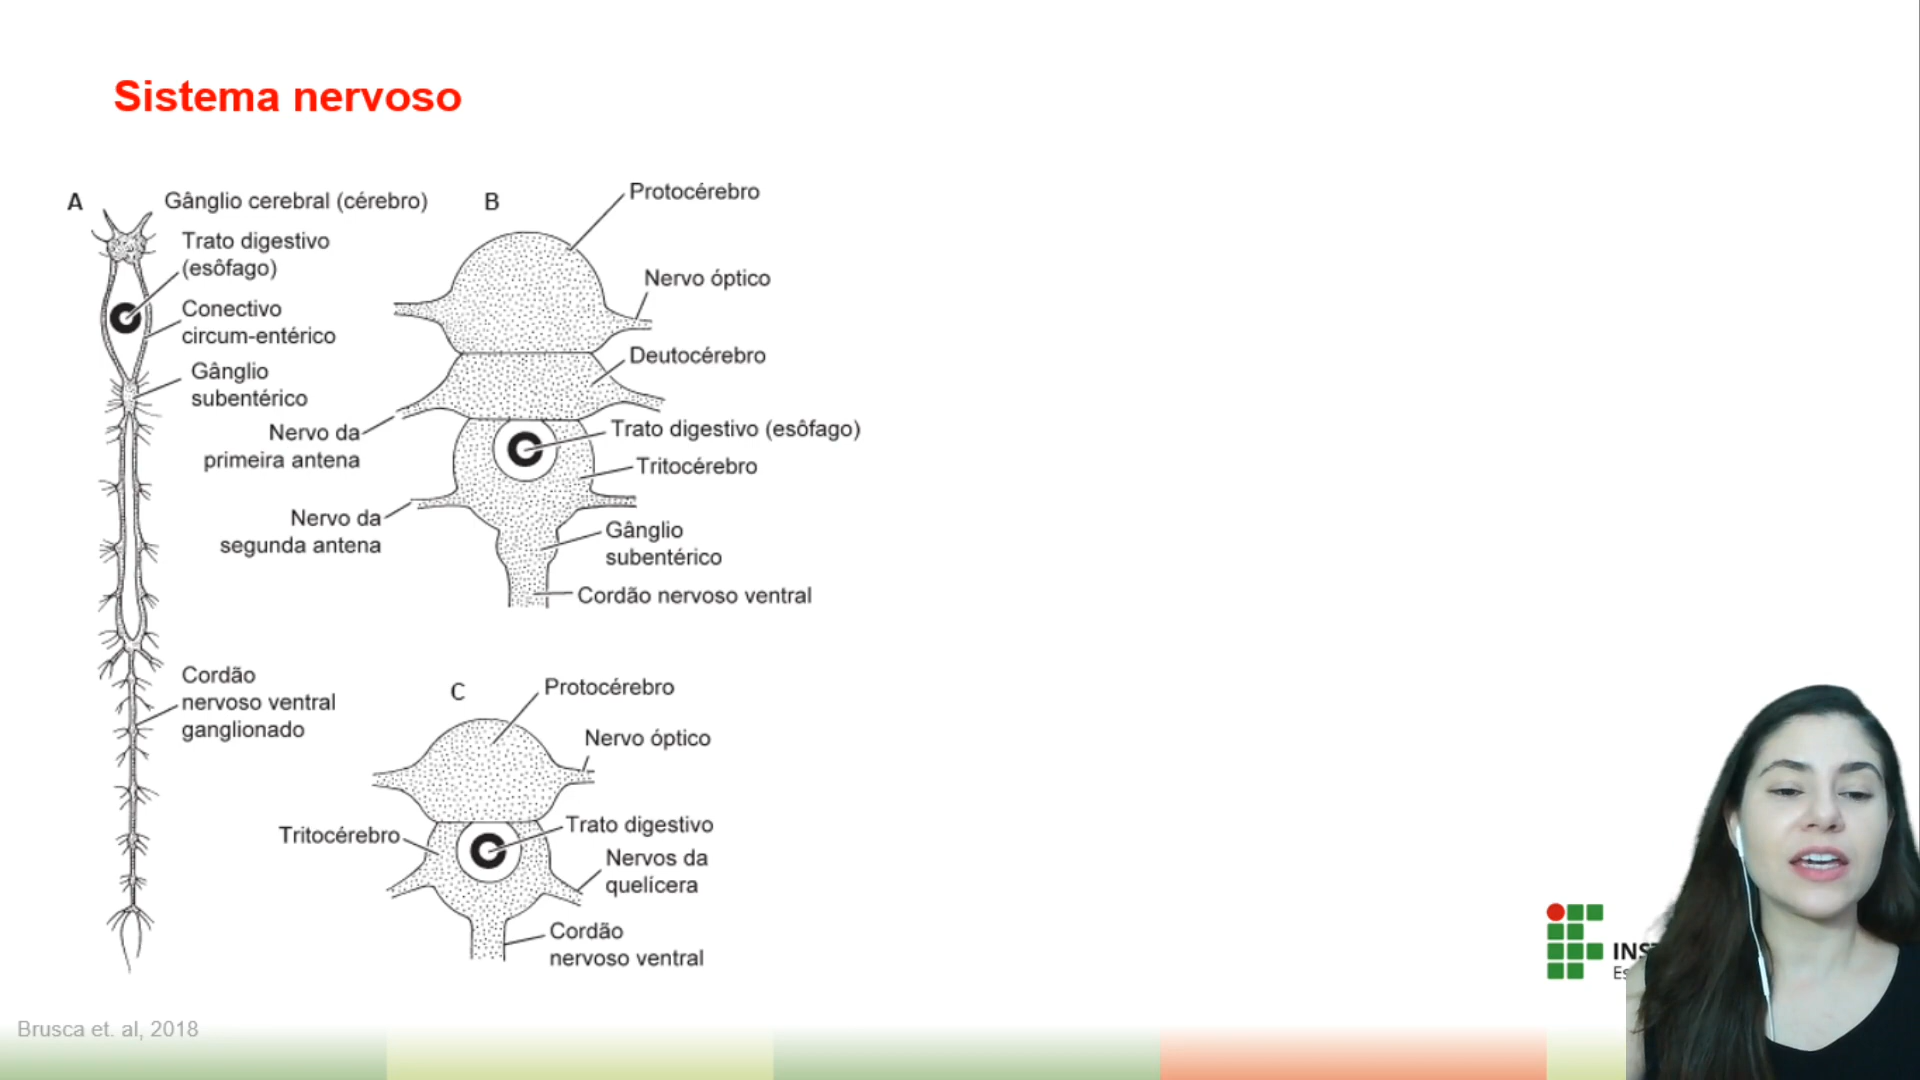 Sistema nervoso
A
Gânglio cerebral (cérebro)
Trato digestivo
(esôfago)
Conectivo
circum-entérico
Gânglio
subentérico
Cordão
nervoso ventral
ganglionado
B
Protocérebro
Nervo óptico
Deutocérebro
Nervo da
primeira antena
Trato digestivo (esôfago)
Tritocérebro
Nervo da
segunda antena
Gânglio
subentérico
Cordão nervoso ventral
C
Protocérebro
Nervo óptico
Tritocérebro
Trato digestivo
Nervos da
quelícera
Cordão
nervoso ventral
Brusca et. al, 2018